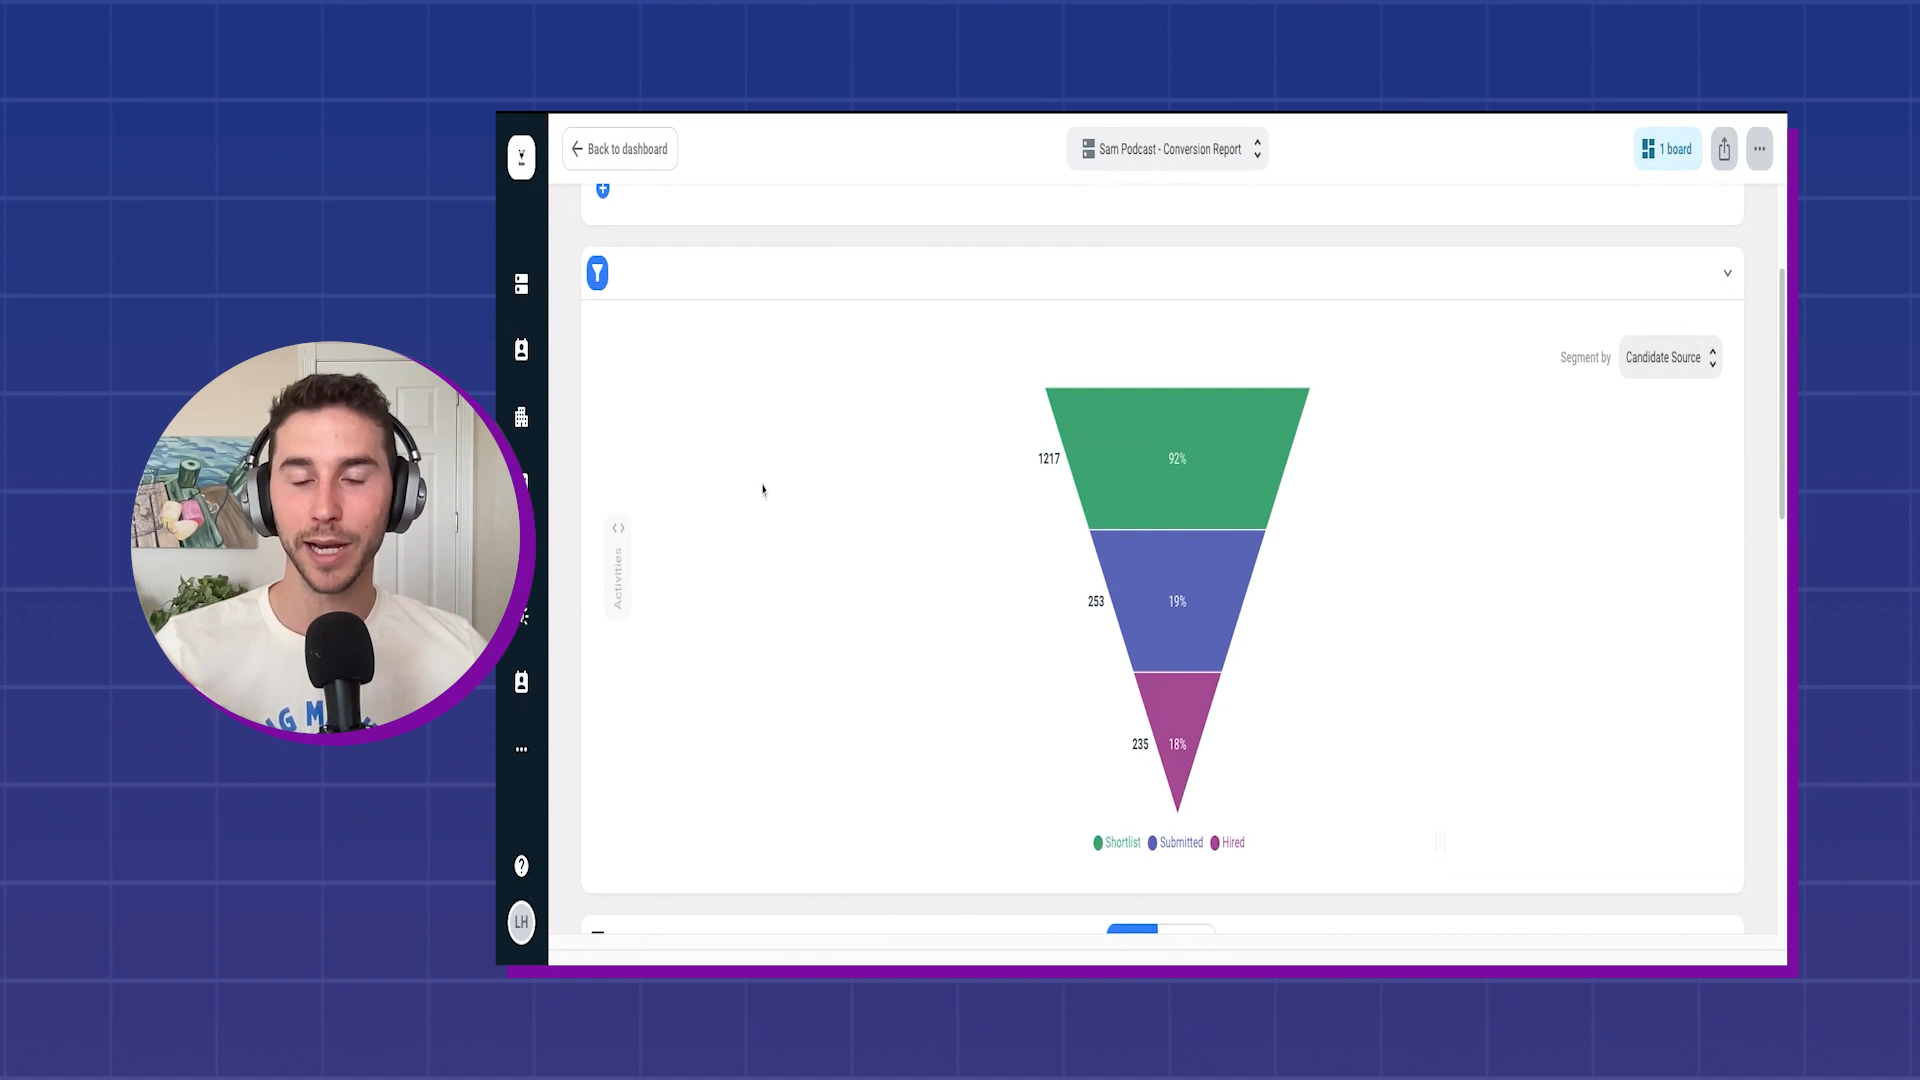 Back to dashboard
Sam Podcast - Conversion Report
1 board
Segment by
Candidate Source
1217
92%
Activities
253
19%
235
18%
Shortlist
Submitted
Hired
LH